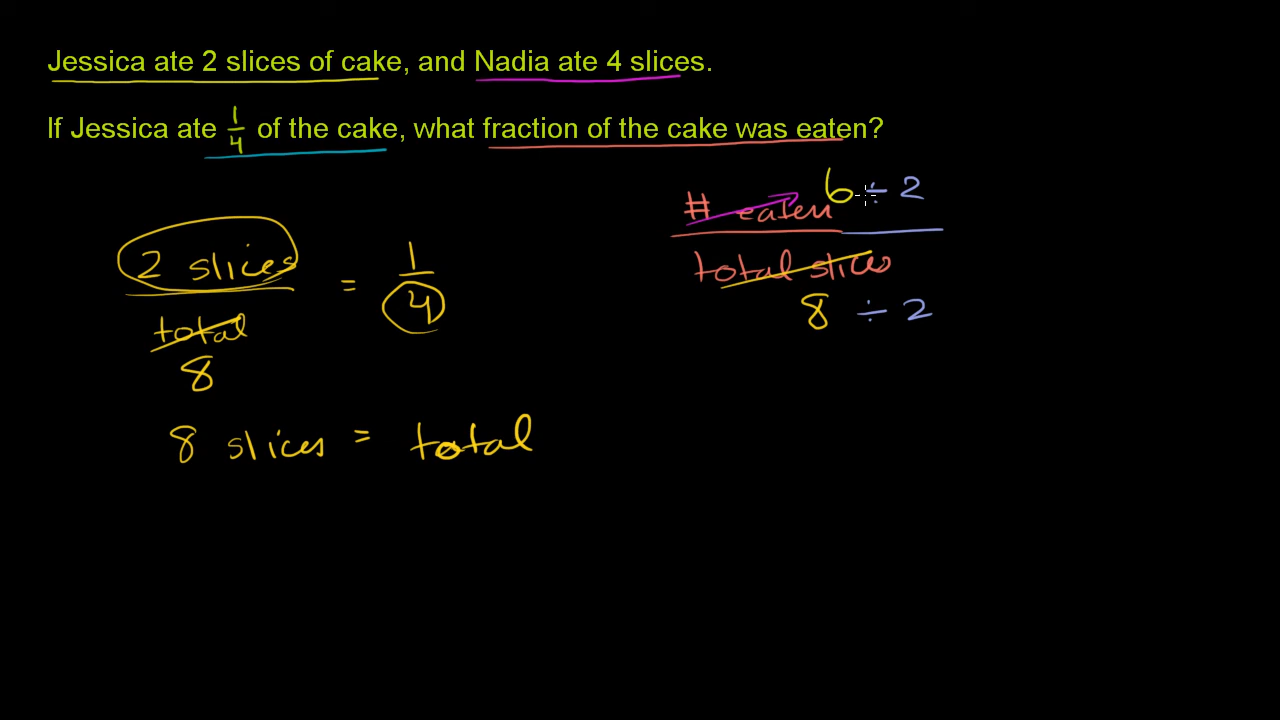 Jessica ate 2 slices of cake, and Nadia ate 4 slices.
If Jessica ate 1/4 of the cake, what fraction of the cake was eaten?
# eaten 6 ÷ 2
total slices
8 ÷ 2
2 slices = 1
total 4
8
8 slices = total